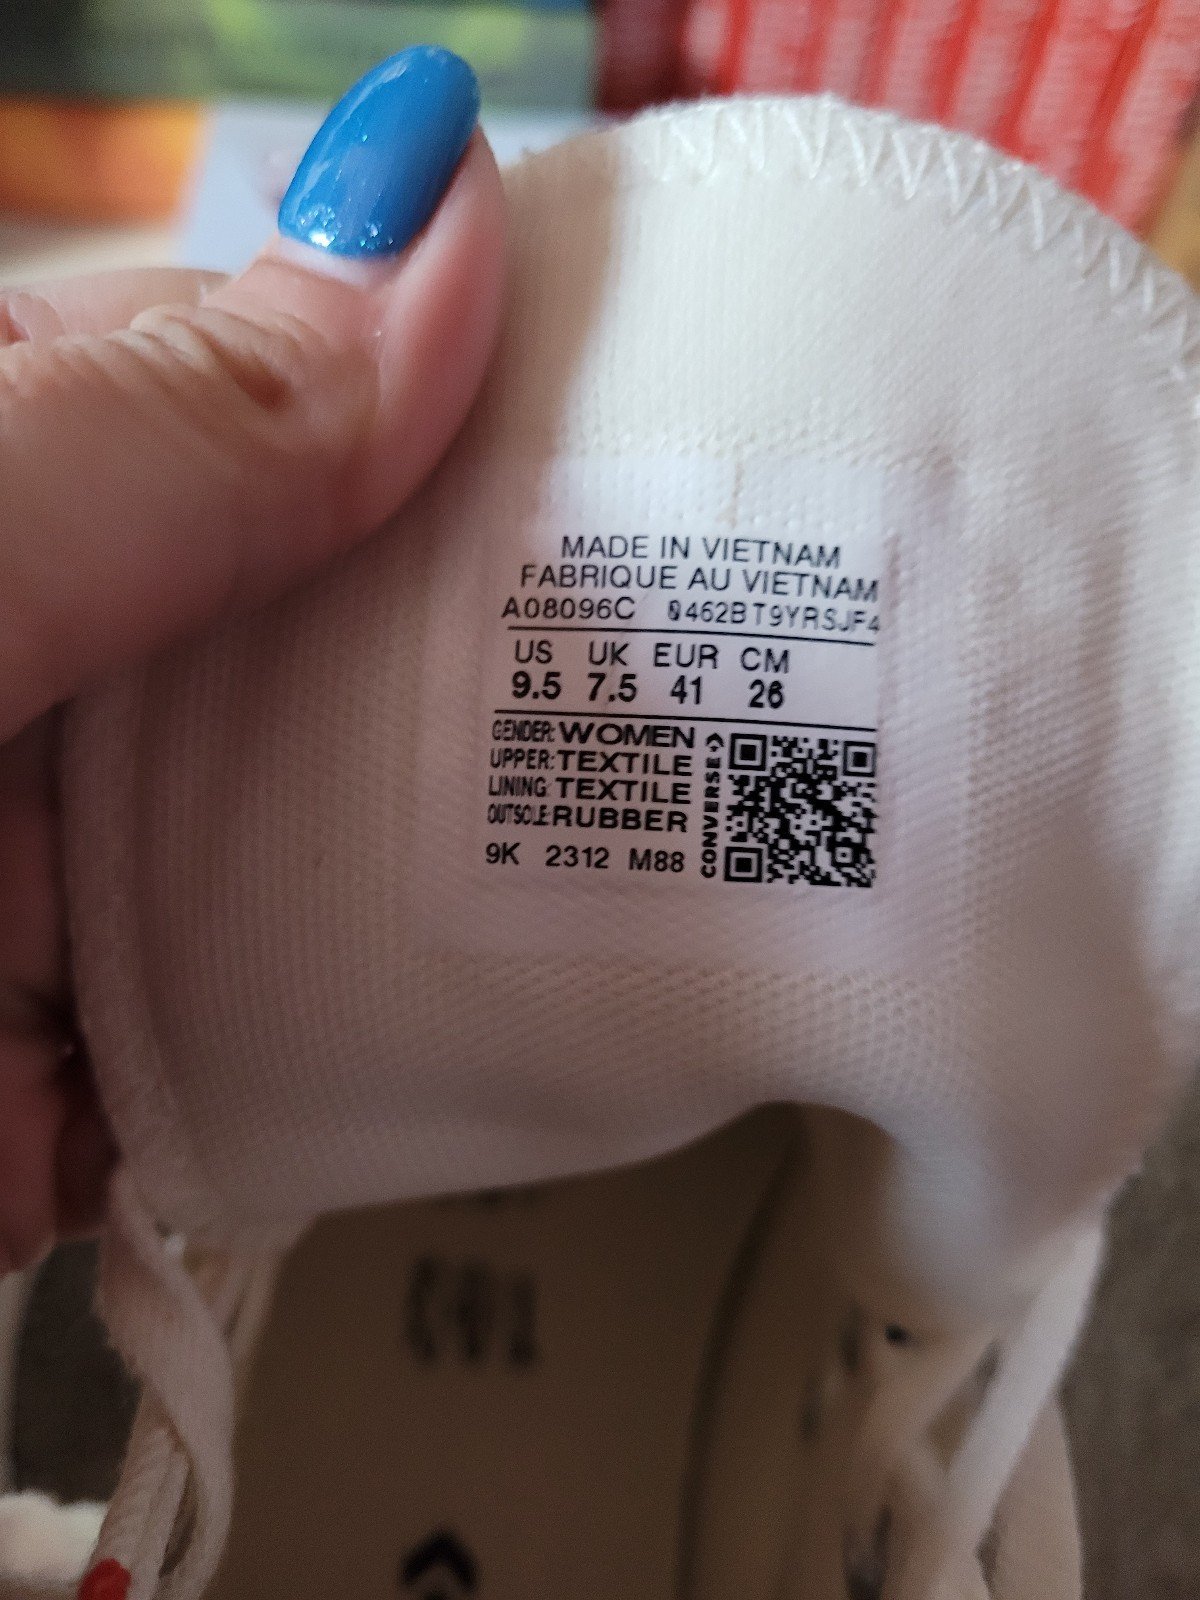 MADE IN VIETNAM
FABRIQUE AU VIETNAM
A08096C 0462BT9YRSJF4
US UK EUR CM
9.5 7.5 41 26
GENDER: WOMEN
UPPER: TEXTILE
LINING: TEXTILE
OUTSOLE: RUBBER
9K 2312 M88
CONVERSE